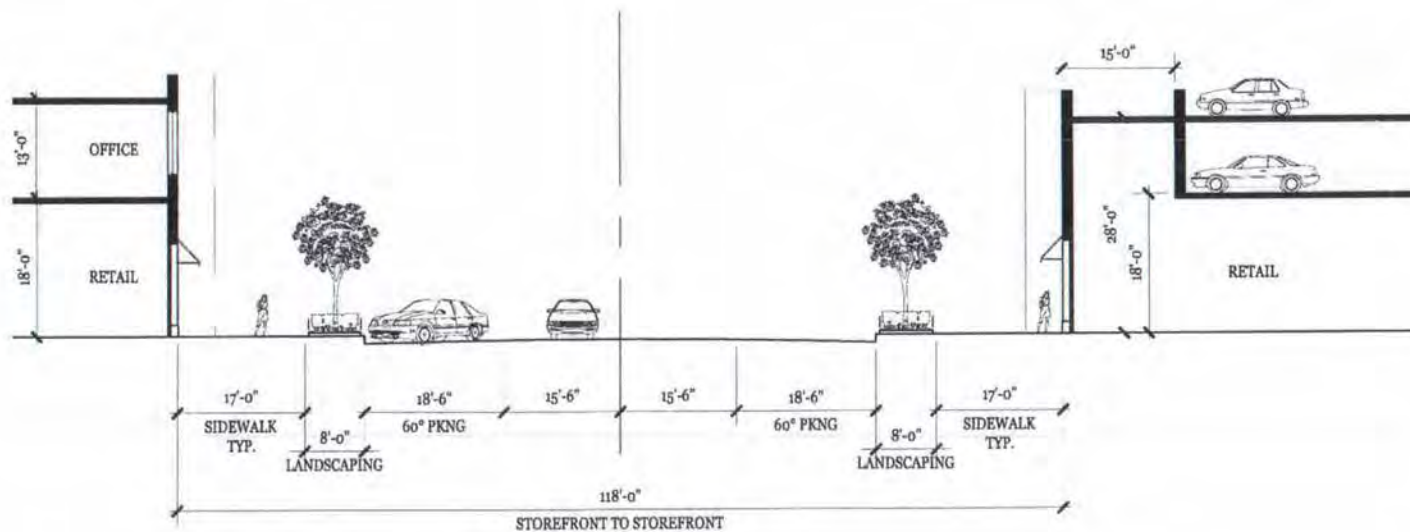 15'-0"
13'-0"
OFFICE
18'-0"
RETAIL
28'-0"
18'-0"
RETAIL
17'-0"
18'-6"
15'-6"
15'-6"
18'-6"
17'-0"
SIDEWALK
TYP.
60° PKNG
60° PKNG
SIDEWALK
TYP.
8'-0"
8'-0"
LANDSCAPING
LANDSCAPING
118'-0"
STOREFRONT TO STOREFRONT